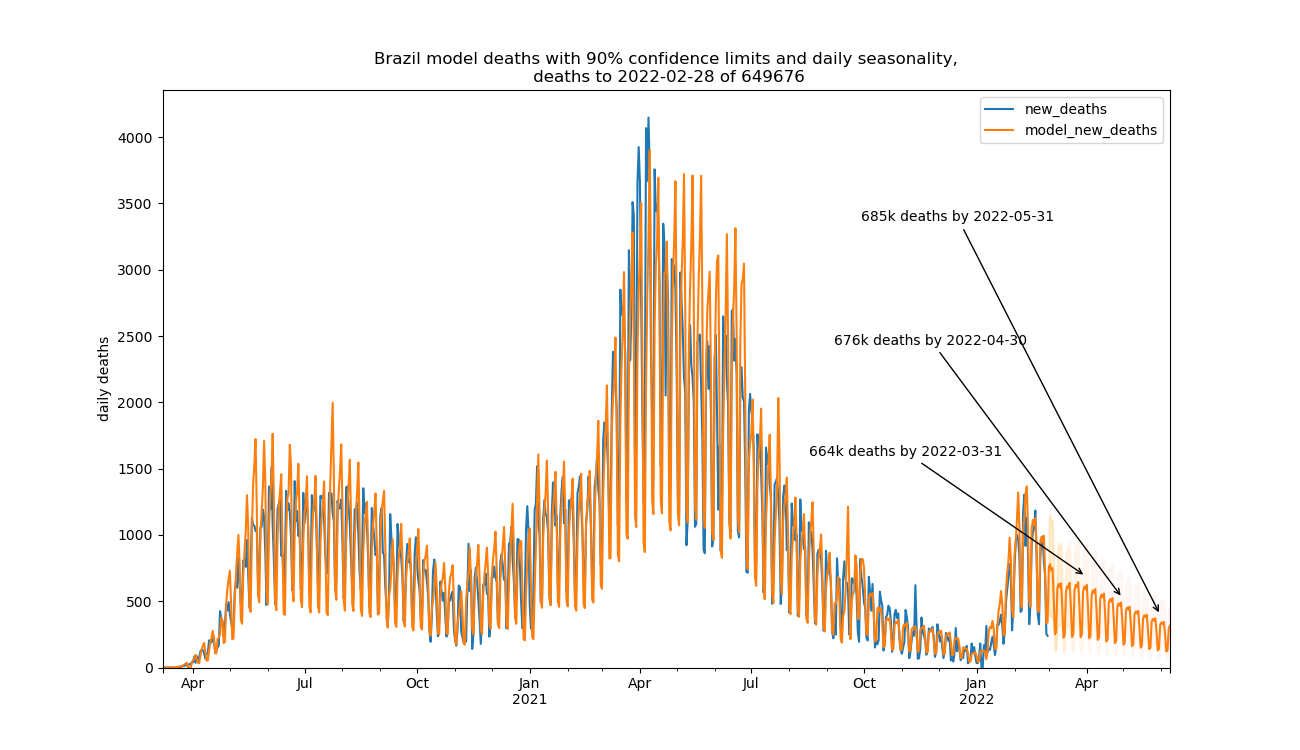 Brazil model deaths with 90% confidence limits and daily seasonality,
deaths to 2022-02-28 of 649676
new_deaths
model_new_deaths
4000
3500
3000
2500
2000
1500
1000
500
0
daily deaths
685k deaths by 2022-05-31
676k deaths by 2022-04-30
664k deaths by 2022-03-31
Apr Jul Oct Jan Apr Jul Oct Jan Apr
2021 2022